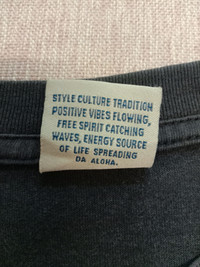 STYLE CULTURE TRADITION
POSITIVE VIBES FLOWING,
FREE SPIRIT CATCHING
WAVES, ENERGY SOURCE
OF LIFE SPREADING
DA ALOHA.